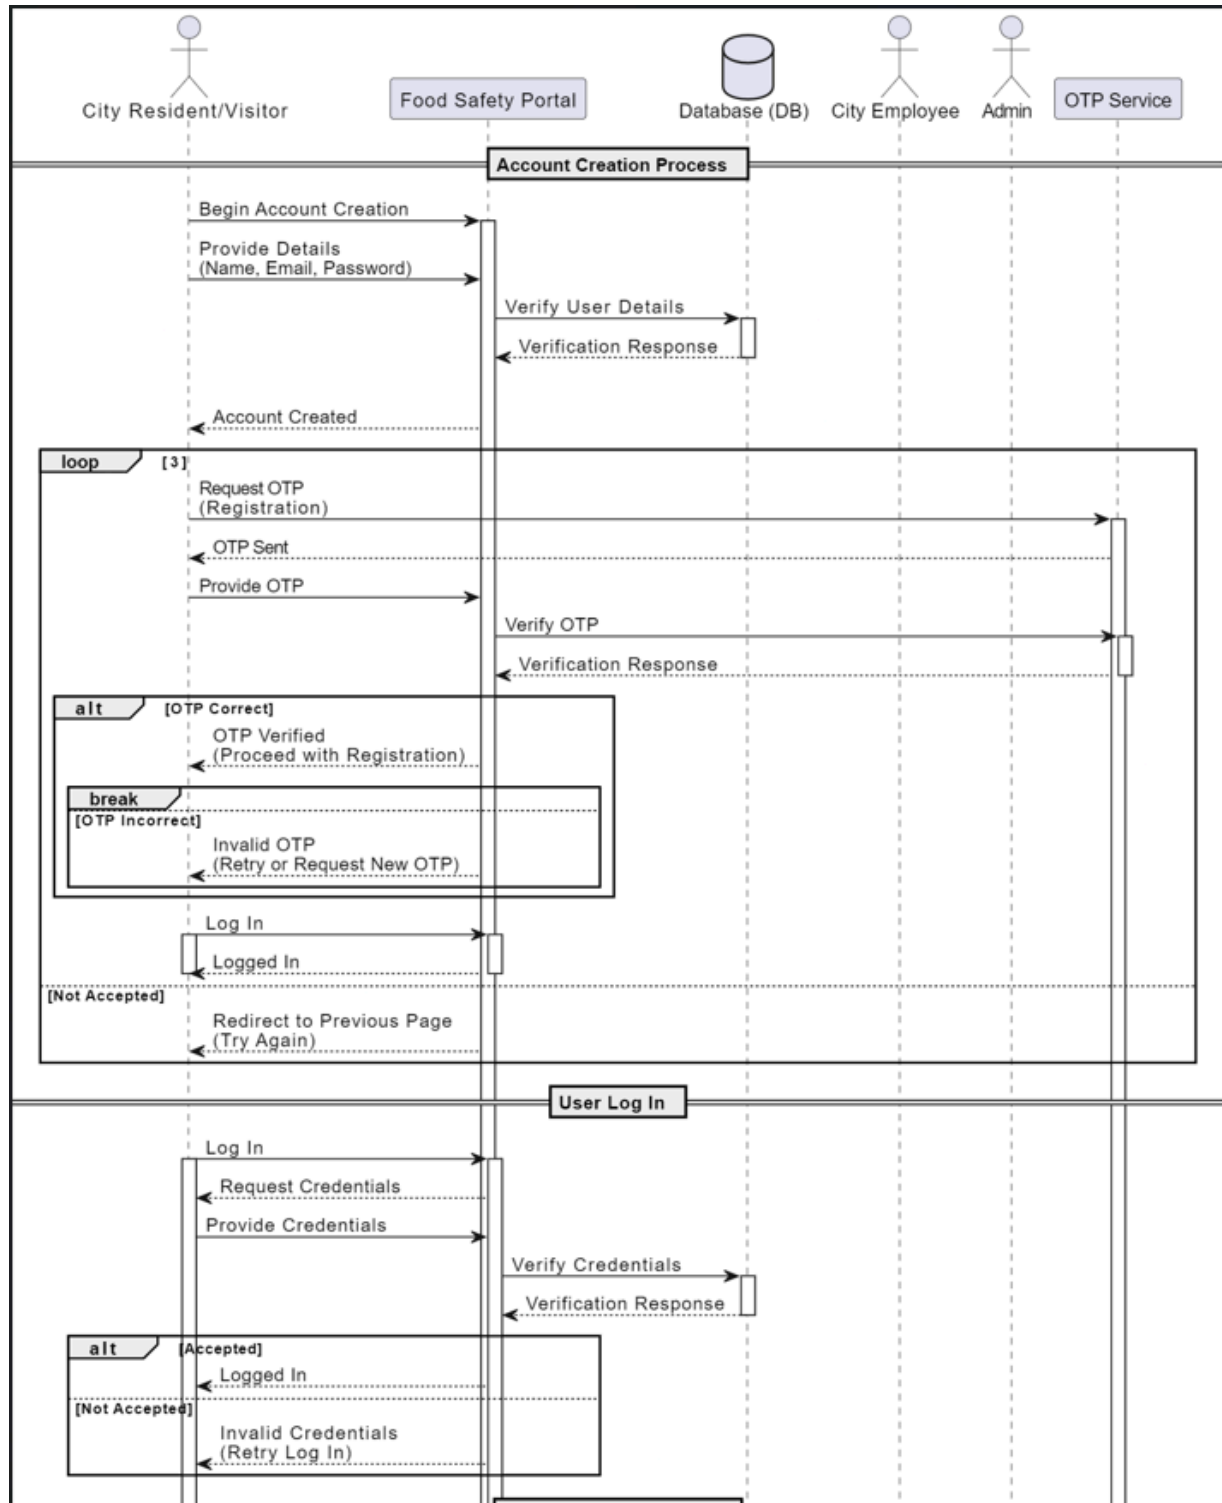 City Resident/Visitor
Food Safety Portal
Database (DB)
City Employee
Admin
OTP Service
Account Creation Process
Begin Account Creation
Provide Details
(Name, Email, Password)
Verify User Details
Verification Response
Account Created
loop
[3]
Request OTP
(Registration)
OTP Sent
Provide OTP
Verify OTP
Verification Response
alt
[OTP Correct]
OTP Verified
(Proceed with Registration)
break
[OTP Incorrect]
Invalid OTP
(Retry or Request New OTP)
Log In
Logged In
[Not Accepted]
Redirect to Previous Page
(Try Again)
User Log In
Log In
Request Credentials
Provide Credentials
Verify Credentials
Verification Response
alt
[Accepted]
Logged In
[Not Accepted]
Invalid Credentials
(Retry Log In)